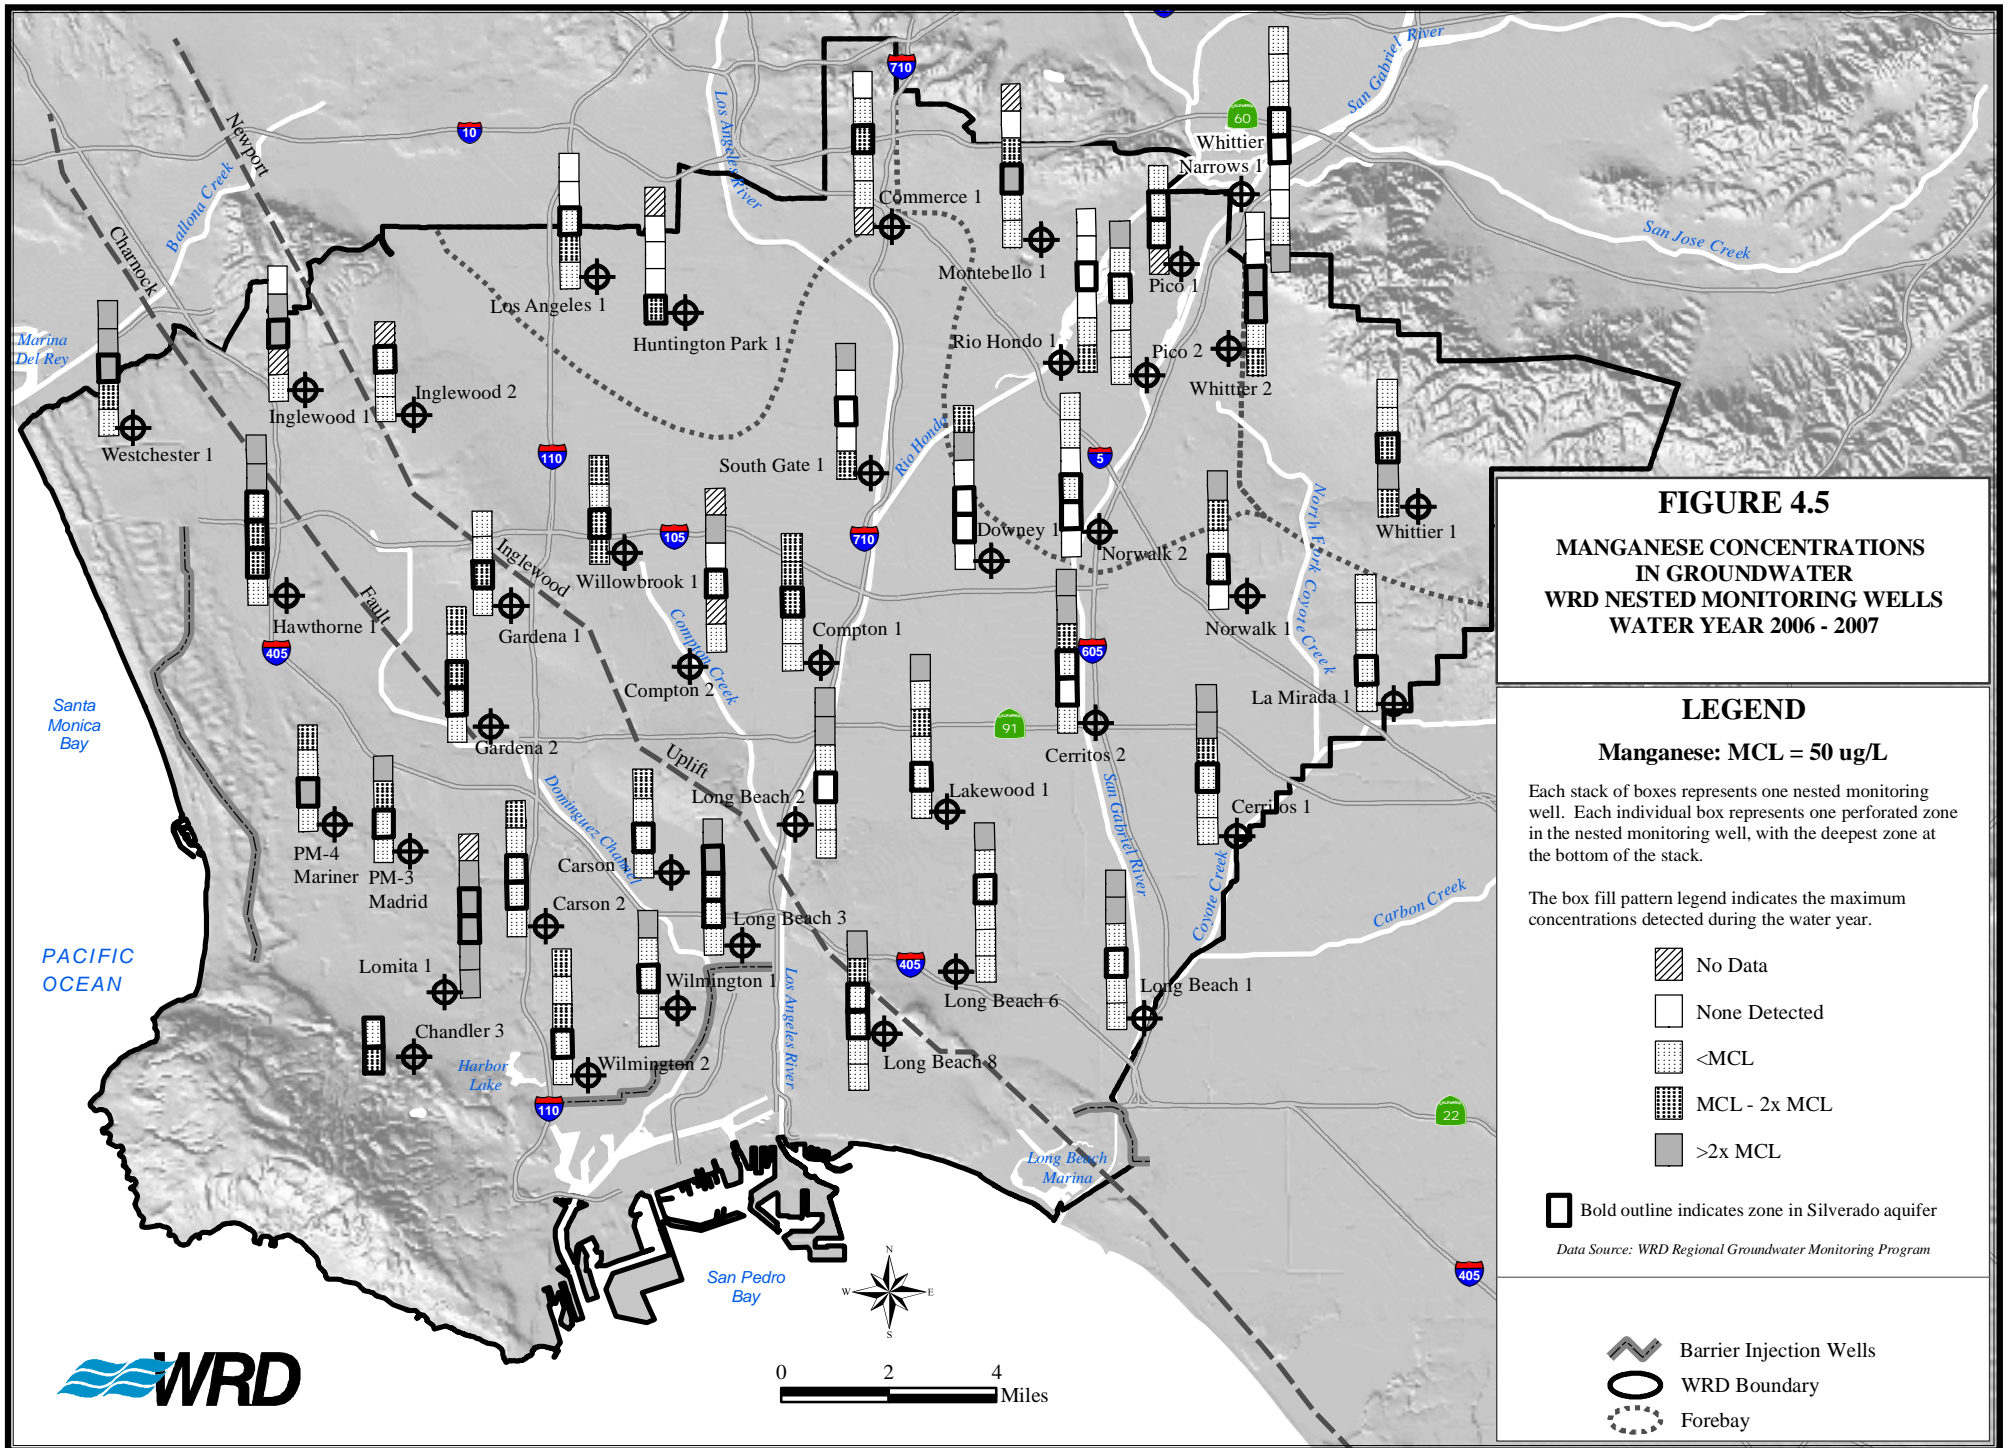 FIGURE 4.5
MANGANESE CONCENTRATIONS
IN GROUNDWATER
WRD NESTED MONITORING WELLS
WATER YEAR 2006 - 2007
LEGEND
Manganese: MCL = 50 ug/L
Each stack of boxes represents one nested monitoring
well. Each individual box represents one perforated zone
in the nested monitoring well, with the deepest zone at
the bottom of the stack.
The box fill pattern legend indicates the maximum
concentrations detected during the water year.
No Data
None Detected
<MCL
MCL - 2x MCL
>2x MCL
Bold outline indicates zone in Silverado aquifer
Data Source: WRD Regional Groundwater Monitoring Program
Barrier Injection Wells
WRD Boundary
Forebay
710
San Gabriel River
10
Newport
Los Angeles River
CALIFORNIA
60
Whittier
Narrows 1
Ballona Creek
Charnock
Commerce 1
Montebello 1
Pico 1
San Jose Creek
Los Angeles 1
Huntington Park 1
Rio Hondo 1
Pico 2
Whittier 2
Marina
Del Rey
Inglewood 1
Inglewood 2
Westchester 1
110
South Gate 1
Rio Hondo
5
North Fork Coyote Creek
Whittier 1
105
710
Downey 1
Norwalk 2
Inglewood
Willowbrook 1
Fault
Hawthorne 1
Gardena 1
Compton 1
Compton Creek
Norwalk 1
405
605
Compton 2
La Mirada 1
Santa
Monica
Bay
Gardena 2
CALIFORNIA
91
Cerritos 2
Uplift
Dominguez Channel
Long Beach 2
Lakewood 1
San Gabriel River
Cerritos 1
PM-4
Mariner
PM-3
Madrid
Carson 1
Carson 2
Long Beach 3
Coyote Creek
Carbon Creek
PACIFIC
OCEAN
Lomita 1
Wilmington 1
Los Angeles River
405
Long Beach 6
Long Beach 1
Chandler 3
Harbor
Lake
Wilmington 2
Long Beach 8
110
CALIFORNIA
22
Long Beach
Marina
San Pedro
Bay
N
W
E
S
405
WRD
0 2 4
Miles